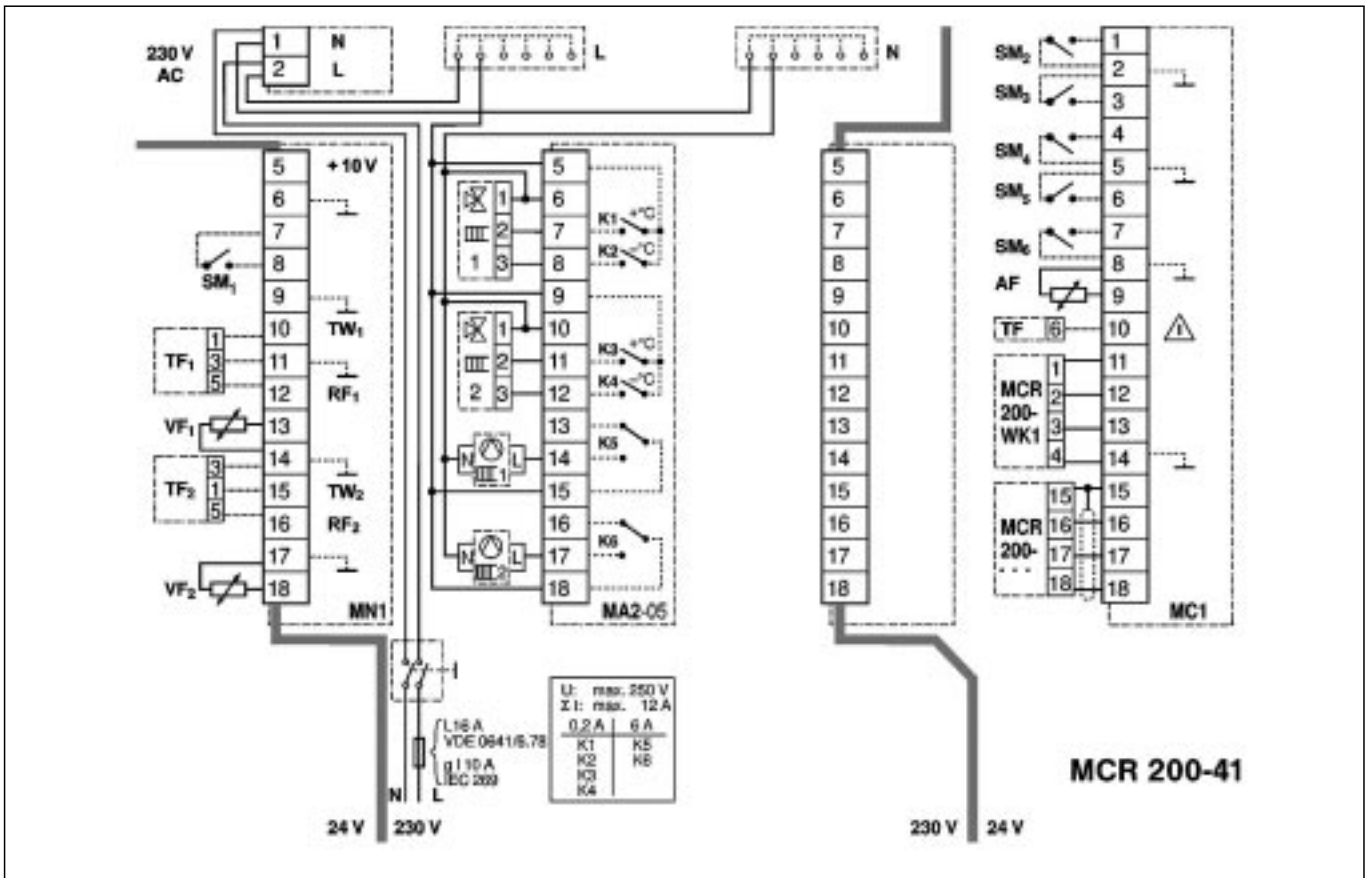 230 V
AC
1 N
2 L
L
N
5 +10 V
6
7
8
9
10 TW₁
11
12 RF₁
13
14
15 TW₂
16 RF₂
17
18
MN1
SM₁
TF₁
1
3
5
VF₁
TF₂
3
1
5
VF₂
5
6
7
8
9
10
11
12
13
14
15
16
17
18
MA2-05
1
2
3
1
K1 +°C
K2 −°C
1
2
3
2
K3 +°C
K4 −°C
K5
K6
N L
1
N L
2
L16 A
VDE 0641/6.78
g I 10 A
IEC 269
N L
U: max. 250 V
Σ I: max. 12 A
0,2 A 6 A
K1 K5
K2 K6
K3
K4
24 V 230 V
5
6
7
8
9
10
11
12
13
14
15
16
17
18
230 V 24 V
SM₂
SM₃
SM₄
SM₅
SM₆
AF
TF 6
MCR
200-
WK1
1
2
3
4
MCR
200-
- - -
15
16
17
18
1
2
3
4
5
6
7
8
9
10
11
12
13
14
15
16
17
18
MC1
MCR 200-41